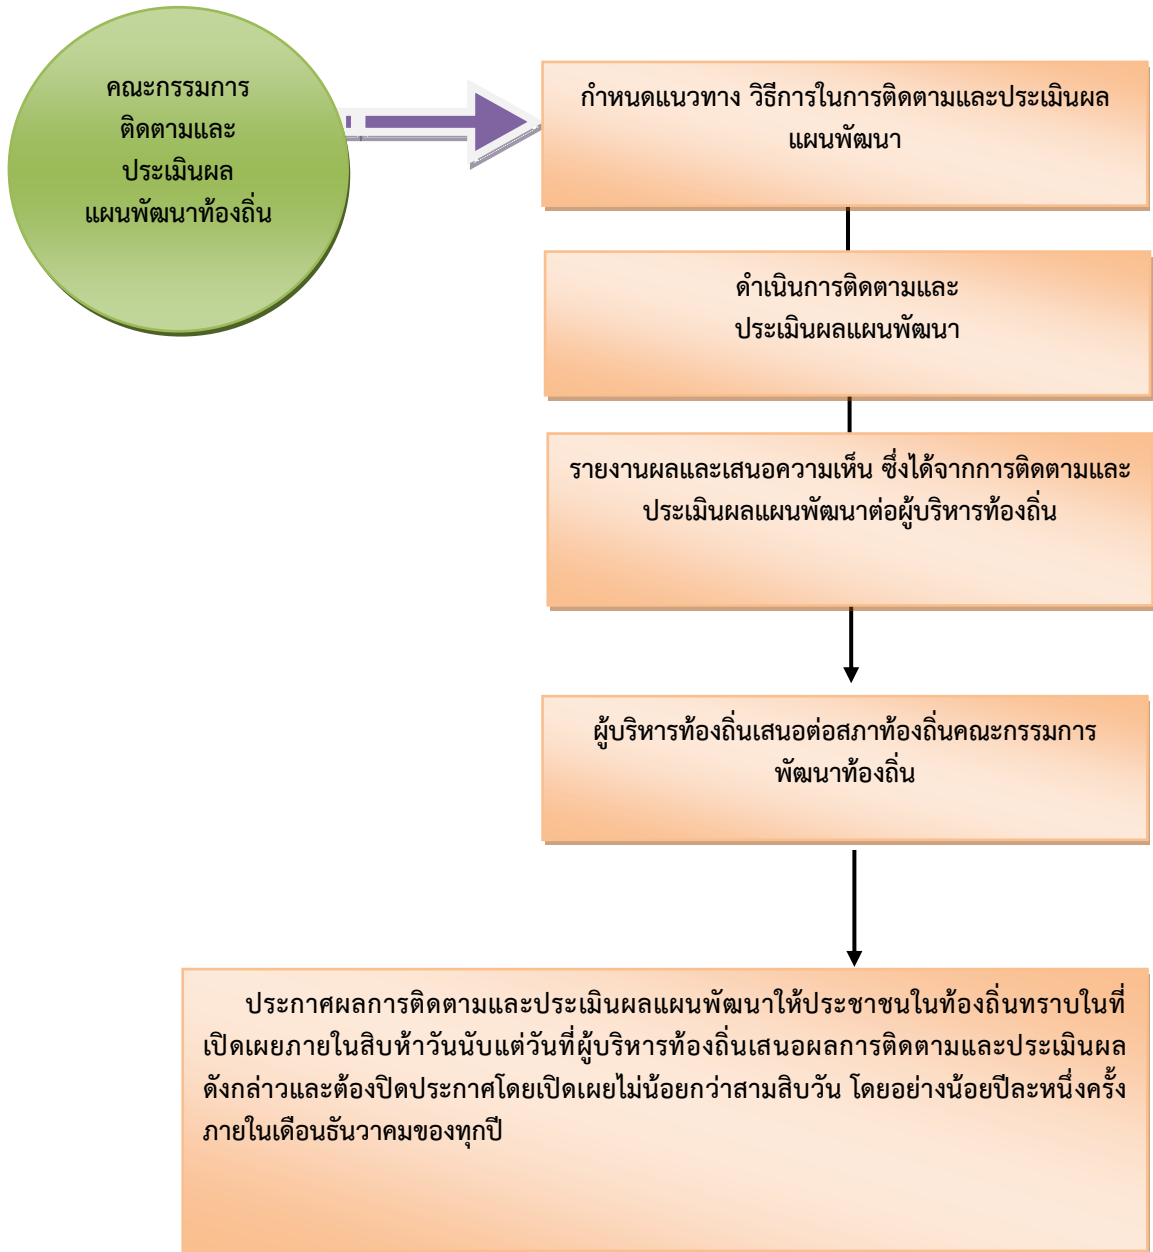 คณะกรรมการ
ติดตามและ
ประเมินผล
แผนพัฒนาท้องถิ่น
กำหนดแนวทาง วิธีการในการติดตามและประเมินผล
แผนพัฒนา
ดำเนินการติดตามและ
ประเมินผลแผนพัฒนา
รายงานผลและเสนอความเห็น ซึ่งได้จากการติดตามและ
ประเมินผลแผนพัฒนาต่อผู้บริหารท้องถิ่น
ผู้บริหารท้องถิ่นเสนอต่อสภาท้องถิ่นคณะกรรมการ
พัฒนาท้องถิ่น
ประกาศผลการติดตามและประเมินผลแผนพัฒนาให้ประชาชนในท้องถิ่นทราบในที่
เปิดเผยภายในสิบห้าวันนับแต่วันที่ผู้บริหารท้องถิ่นเสนอผลการติดตามและประเมินผล
ดังกล่าวและต้องปิดประกาศโดยเปิดเผยไม่น้อยกว่าสามสิบวัน โดยอย่างน้อยปีละหนึ่งครั้ง
ภายในเดือนธันวาคมของทุกปี